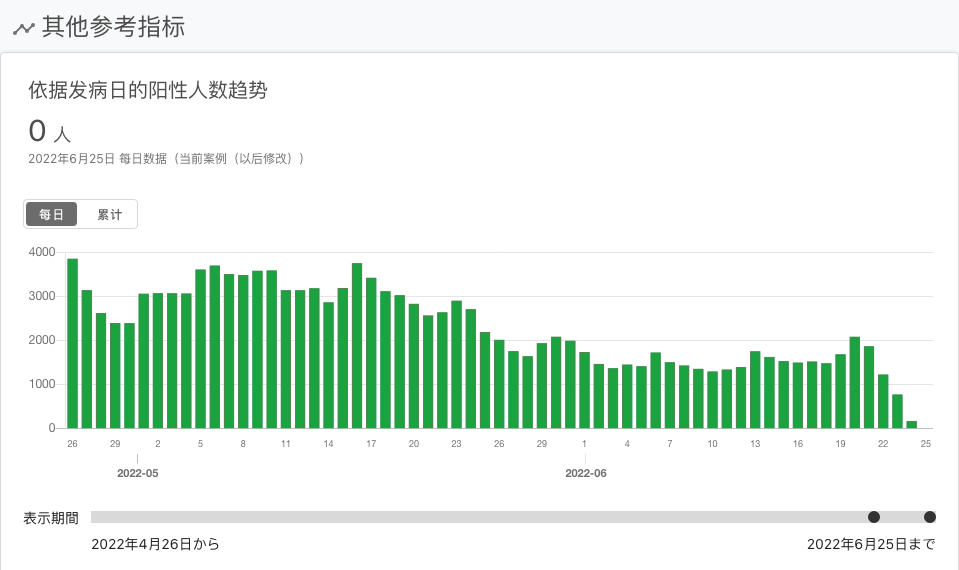 其他参考指标
依据发病日的阳性人数趋势
0 人
2022年6月25日 每日数据（当前案例（以后修改））
每日 累计
4000
3000
2000
1000
0
26 29 2 5 8 11 14 17 20 23 26 29 1 4 7 10 13 16 19 22 25
2022-05 2022-06
表示期間
2022年4月26日から 2022年6月25日まで